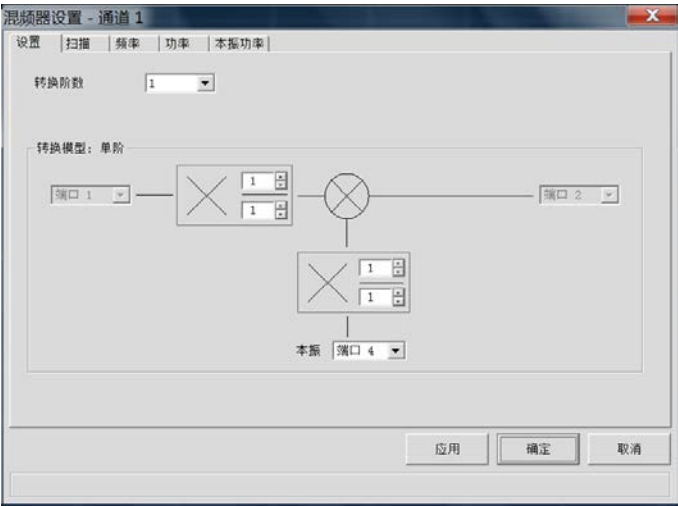 混频器设置 - 通道 1
设置 扫描 频率 功率 本振功率
转换阶数 1
转换模型：单阶
端口 1 1 端口 2
1
1
1
本振 端口 4
应用 确定 取消